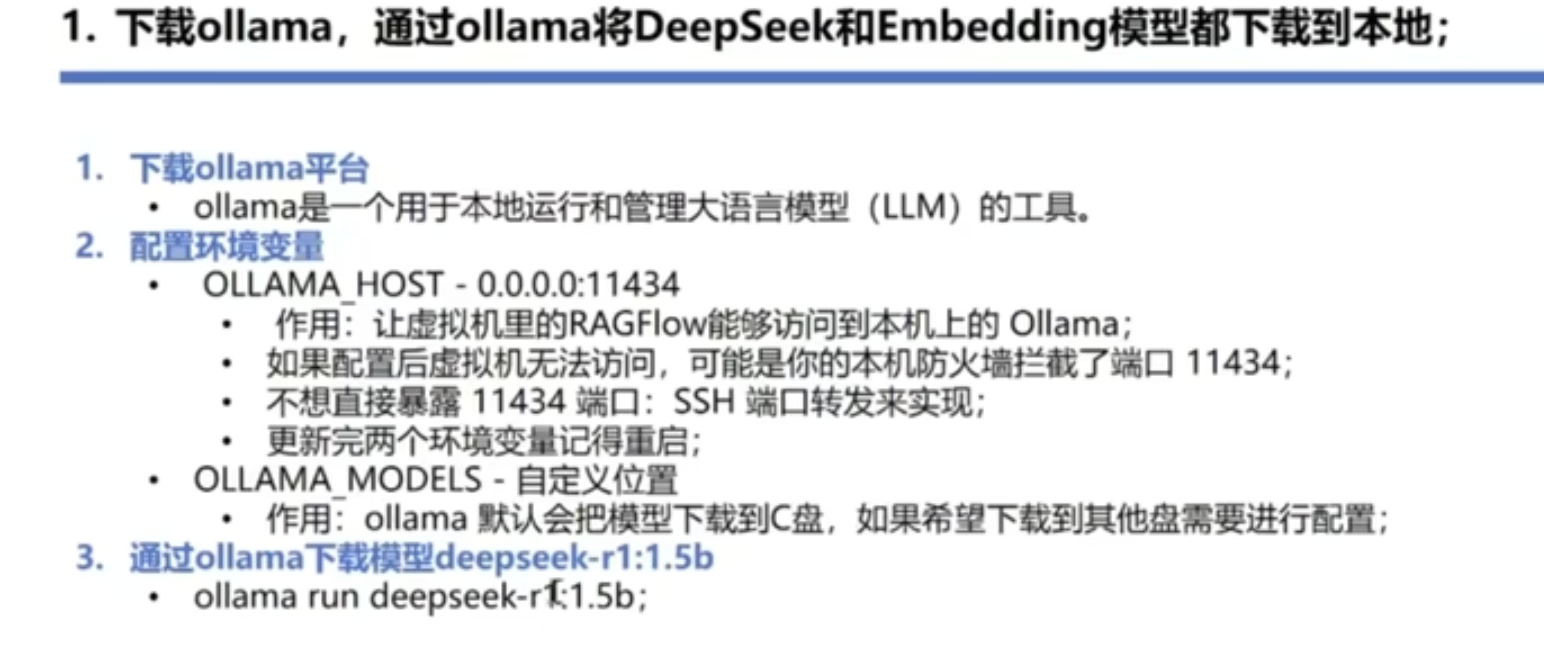 1. 下载ollama，通过ollama将DeepSeek和Embedding模型都下载到本地；
1. 下载ollama平台
• ollama是一个用于本地运行和管理大语言模型（LLM）的工具。
2. 配置环境变量
• OLLAMA_HOST - 0.0.0.0:11434
• 作用：让虚拟机里的RAGFlow能够访问到本机上的 Ollama；
• 如果配置后虚拟机无法访问，可能是你的本机防火墙拦截了端口 11434；
• 不想直接暴露 11434 端口：SSH 端口转发来实现；
• 更新完两个环境变量记得重启；
• OLLAMA_MODELS - 自定义位置
• 作用：ollama 默认会把模型下载到C盘，如果希望下载到其他盘需要进行配置；
3. 通过ollama下载模型deepseek-r1:1.5b
• ollama run deepseek-r1:1.5b；